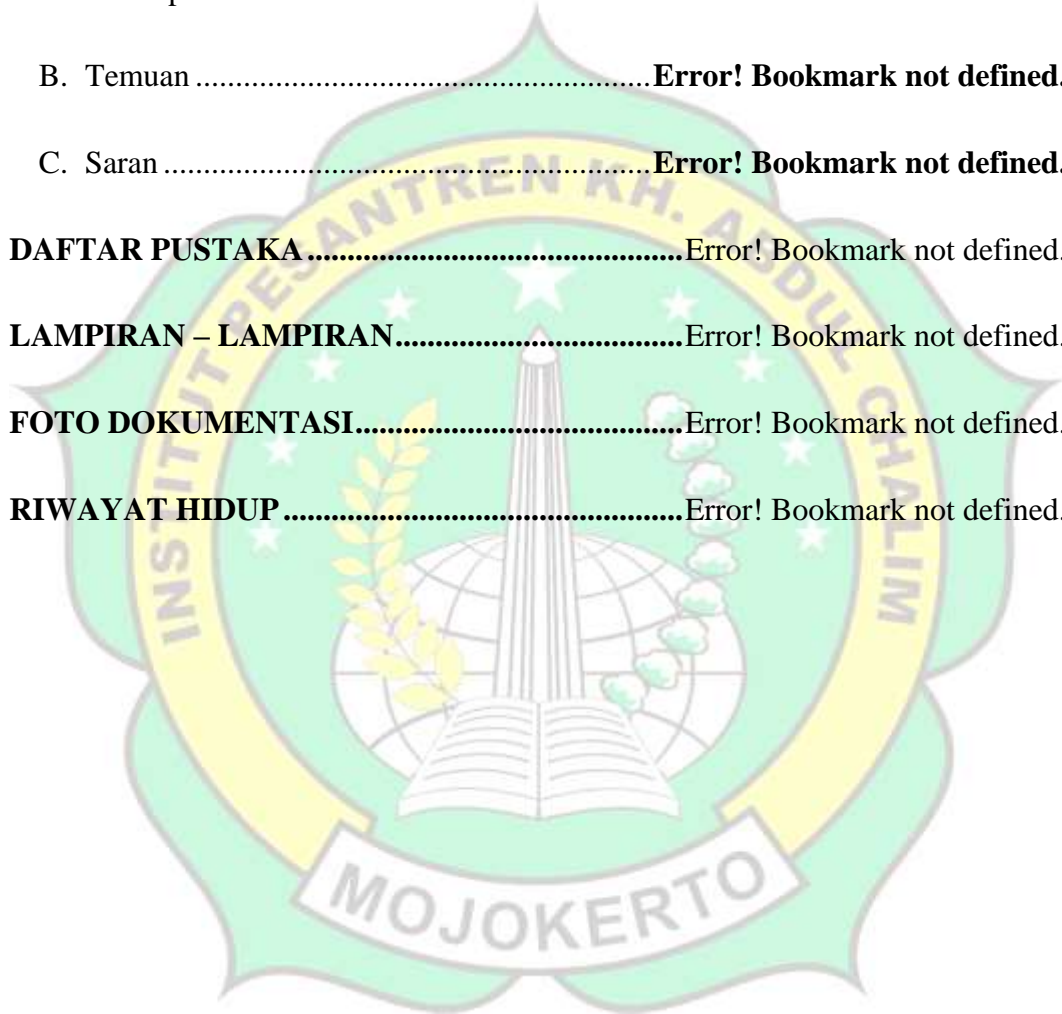 B. Temuan ......................................................... Error! Bookmark not defined.
C. Saran ............................................................. Error! Bookmark not defined.
DAFTAR PUSTAKA ............................................... Error! Bookmark not defined.
LAMPIRAN – LAMPIRAN.................................... Error! Bookmark not defined.
FOTO DOKUMENTASI......................................... Error! Bookmark not defined.
RIWAYAT HIDUP .................................................. Error! Bookmark not defined.
INSTITUT PESANTREN KH. ABDUL CHALIM
MOJOKERTO